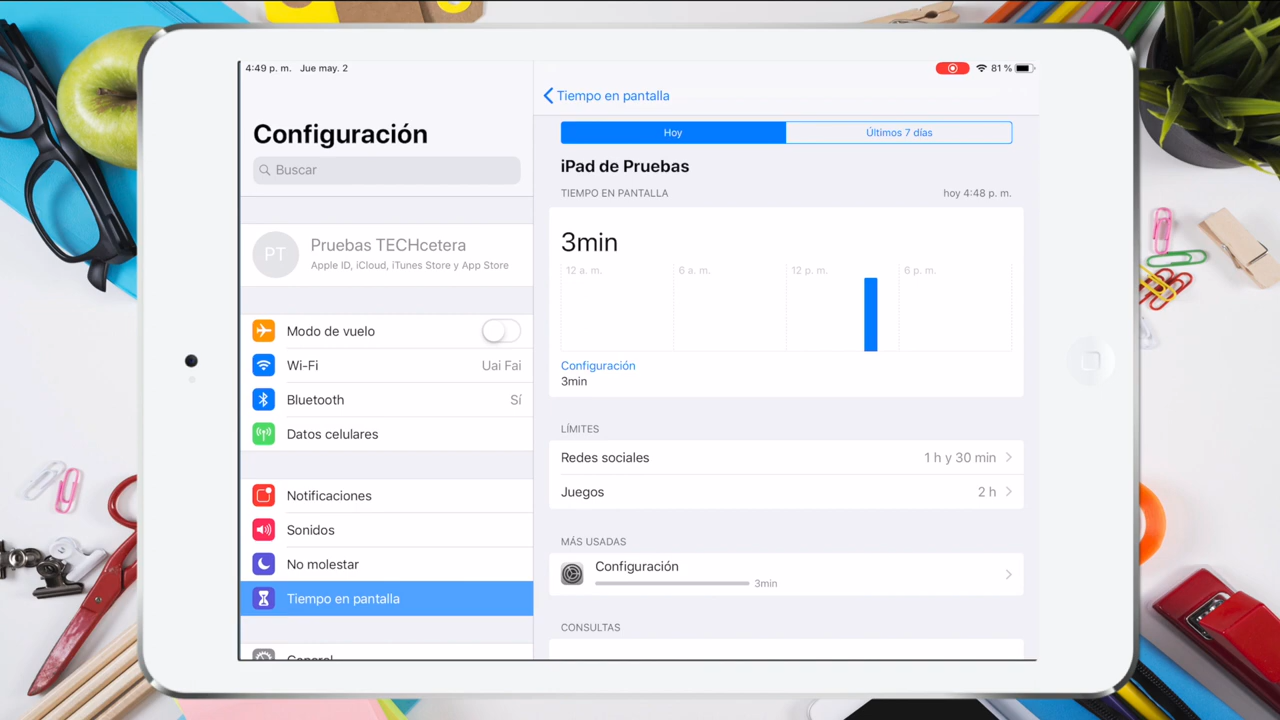 4:49 p. m. Jue may. 2
81 %
Configuración
Buscar
PT
Pruebas TECHcetera
Apple ID, iCloud, iTunes Store y App Store
Modo de vuelo
Wi-Fi
Uai Fai
Bluetooth
Sí
Datos celulares
Notificaciones
Sonidos
No molestar
Tiempo en pantalla
General
Tiempo en pantalla
Hoy
Últimos 7 días
iPad de Pruebas
TIEMPO EN PANTALLA
hoy 4:48 p. m.
3min
12 a. m.
6 a. m.
12 p. m.
6 p. m.
Configuración
3min
LÍMITES
Redes sociales
1 h y 30 min
Juegos
2 h
MÁS USADAS
Configuración
3min
CONSULTAS